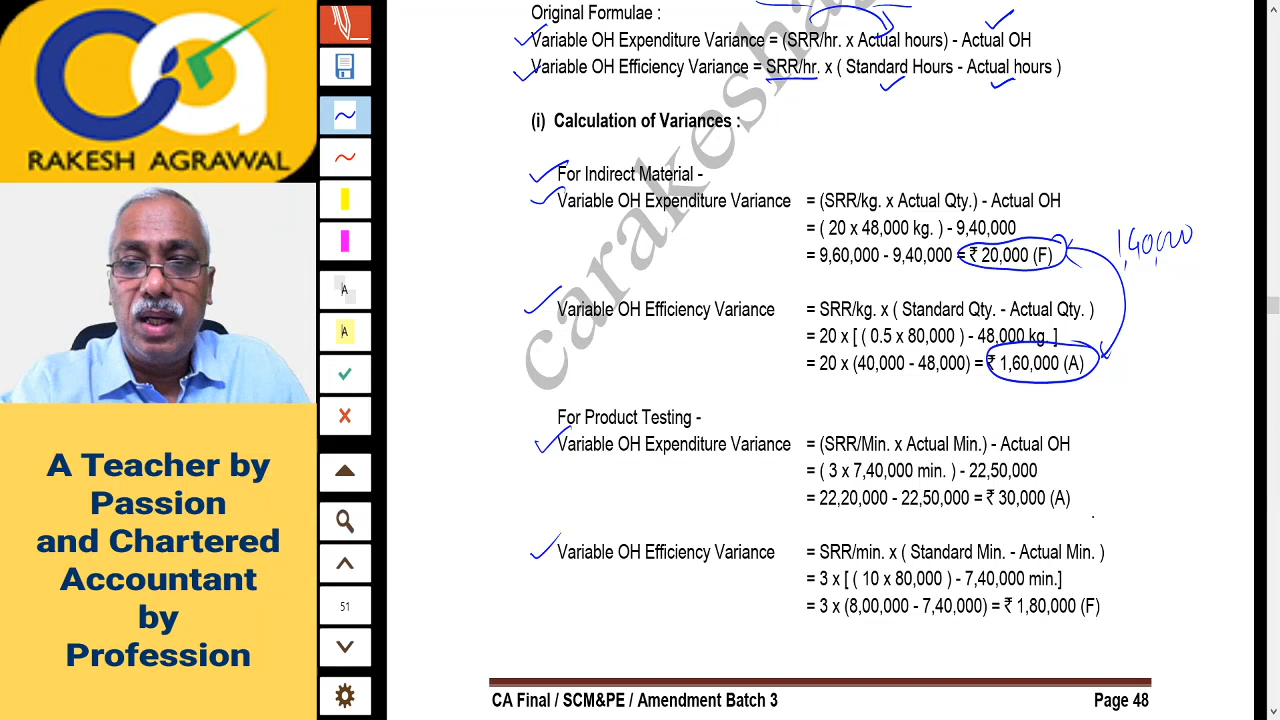 Original Formulae :
Variable OH Expenditure Variance = (SRR/hr. x Actual hours) - Actual OH
Variable OH Efficiency Variance = SRR/hr. x ( Standard Hours - Actual hours )
(i) Calculation of Variances :
For Indirect Material -
Variable OH Expenditure Variance = (SRR/kg. x Actual Qty.) - Actual OH
= ( 20 x 48,000 kg. ) - 9,40,000
= 9,60,000 - 9,40,000 = ₹ 20,000 (F)
1,40,000
Variable OH Efficiency Variance = SRR/kg. x ( Standard Qty. - Actual Qty. )
= 20 x [ ( 0.5 x 80,000 ) - 48,000 kg. ]
= 20 x (40,000 - 48,000) = ₹ 1,60,000 (A)
For Product Testing -
Variable OH Expenditure Variance = (SRR/Min. x Actual Min.) - Actual OH
= ( 3 x 7,40,000 min. ) - 22,50,000
= 22,20,000 - 22,50,000 = ₹ 30,000 (A)
Variable OH Efficiency Variance = SRR/min. x ( Standard Min. - Actual Min. )
= 3 x [ ( 10 x 80,000 ) - 7,40,000 min.]
= 3 x (8,00,000 - 7,40,000) = ₹ 1,80,000 (F)
CA Final / SCM&PE / Amendment Batch 3 Page 48
carakesha
ca
RAKESH AGRAWAL
A Teacher by
Passion
and Chartered
Accountant
by
Profession
A
A
51